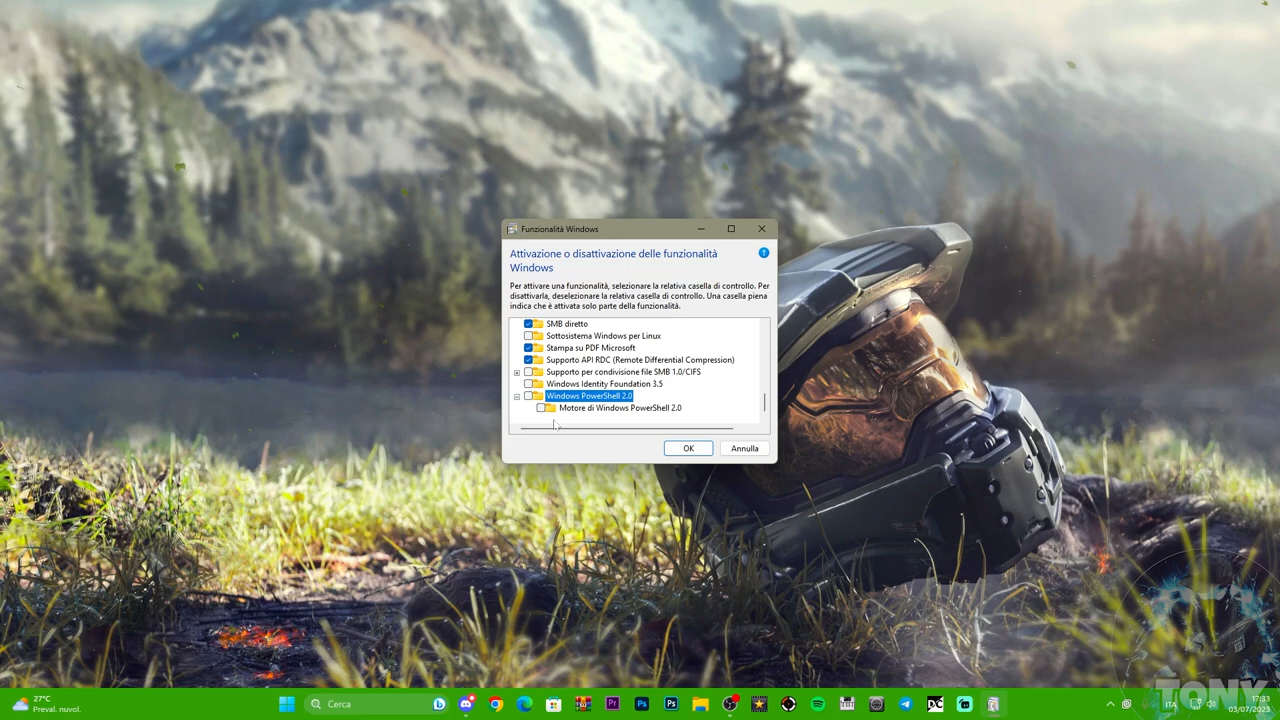 Funzionalità Windows
Attivazione o disattivazione delle funzionalità
Windows
Per attivare una funzionalità, selezionare la relativa casella di controllo. Per
disattivarla, deselezionare la relativa casella di controllo. Una casella piena
indica che è attivata solo parte della funzionalità.
SMB diretto
Sottosistema Windows per Linux
Stampa su PDF Microsoft
Supporto API RDC (Remote Differential Compression)
Supporto per condivisione file SMB 1.0/CIFS
Windows Identity Foundation 3.5
Windows PowerShell 2.0
Motore di Windows PowerShell 2.0
OK
Annulla
27°C
Preval. nuvol.
Cerca
Pr
Ps
Ps
DC
ITA
17:33
03/07/2023
TONY